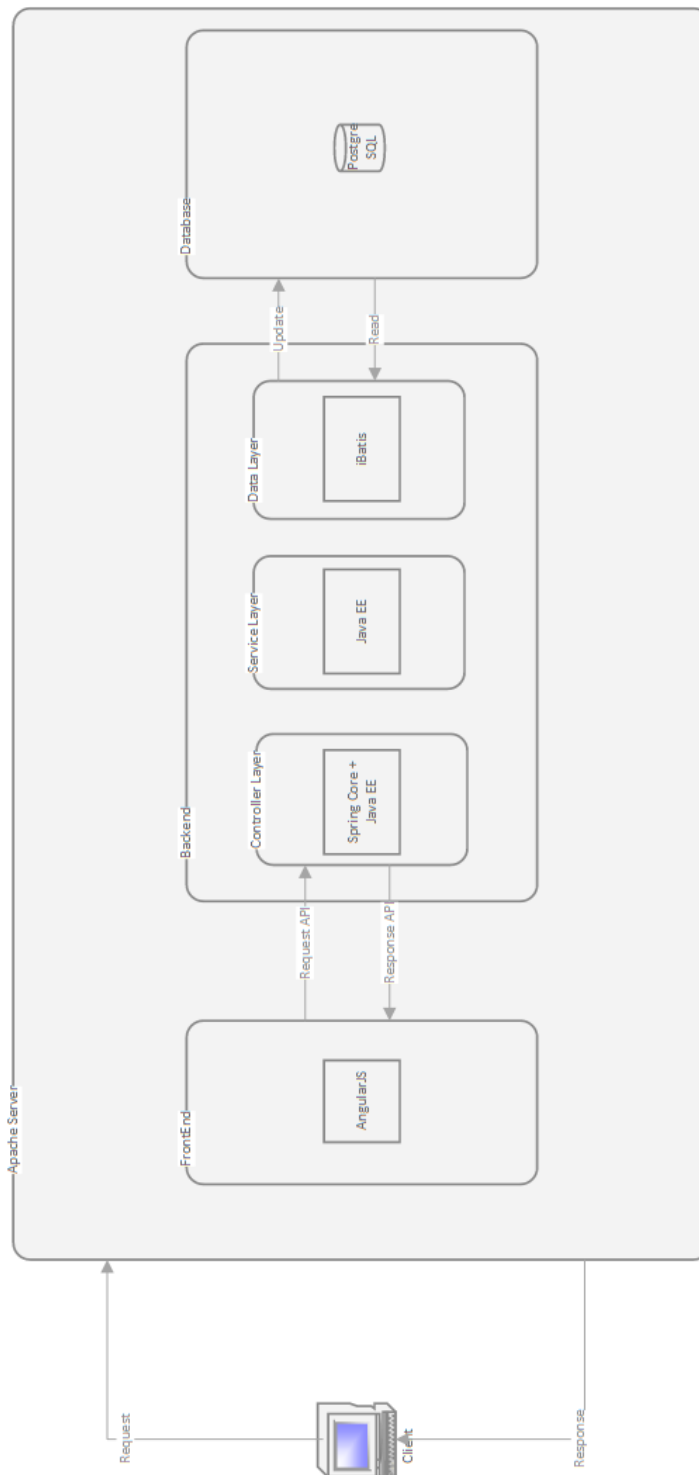 Apache Server
Request
Client
Response
FrontEnd
AngularJS
Request API
Response API
Backend
Controller Layer
Spring Core +
Java EE
Service Layer
Java EE
Data Layer
iBatis
Update
Read
Database
Postgre
SQL